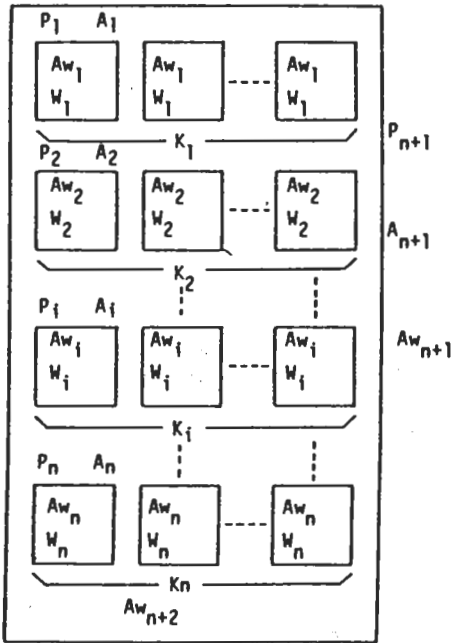 P1 A1
Aw1 Aw1 Aw1
W1 W1 W1
K1
Pn+1
P2 A2
Aw2 Aw2 Aw2
W2 W2 W2
An+1
K2
Pi Ai
Awi Awi Awi
Wi Wi Wi
Awn+1
Ki
Pn An
Awn Awn Awn
Wn Wn Wn
Kn
Awn+2